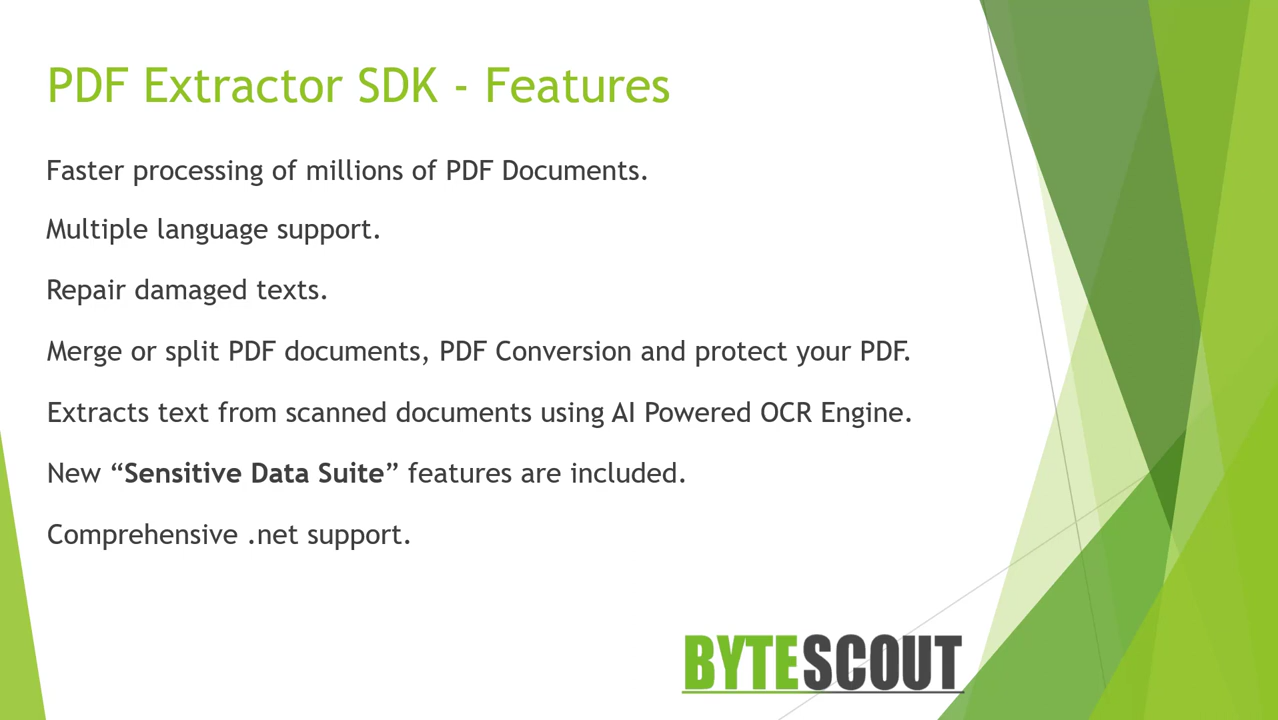 PDF Extractor SDK - Features
Faster processing of millions of PDF Documents.
Multiple language support.
Repair damaged texts.
Merge or split PDF documents, PDF Conversion and protect your PDF.
Extracts text from scanned documents using AI Powered OCR Engine.
New “Sensitive Data Suite” features are included.
Comprehensive .net support.
BYTESCOUT